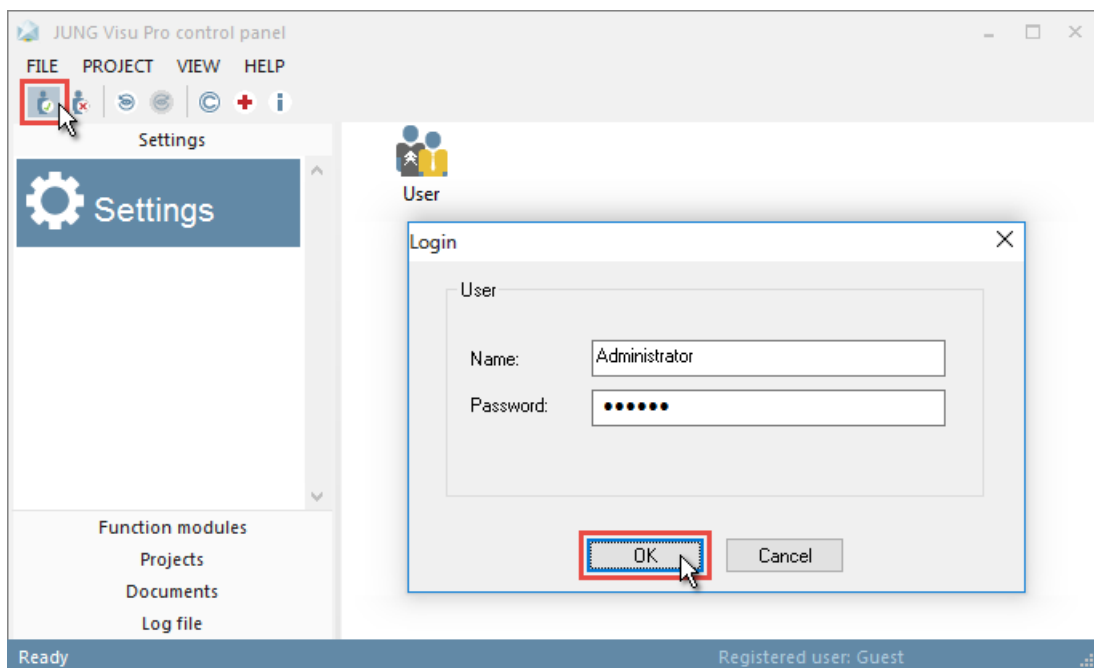 JUNG Visu Pro control panel
FILE PROJECT VIEW HELP
Settings
Settings
User
Login
User
Name: Administrator
Password: ••••••
OK Cancel
Function modules
Projects
Documents
Log file
Ready Registered user: Guest